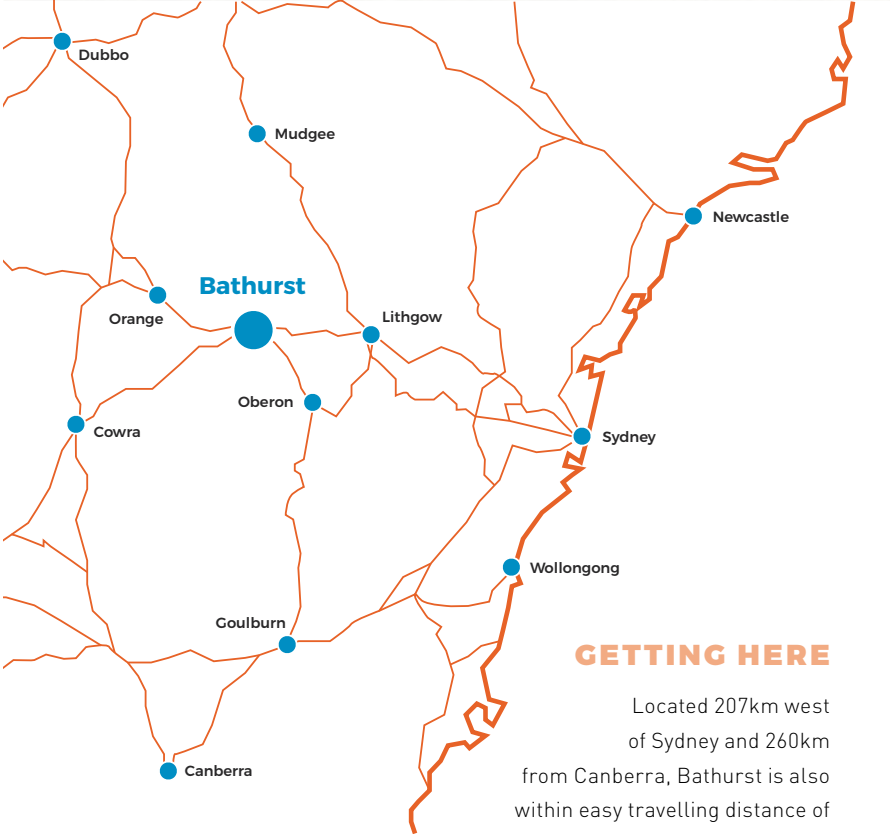 Dubbo
Mudgee
Newcastle
Bathurst
Orange
Lithgow
Oberon
Cowra
Sydney
Wollongong
Goulburn
Canberra
GETTING HERE
Located 207km west
of Sydney and 260km
from Canberra, Bathurst is also
within easy travelling distance of